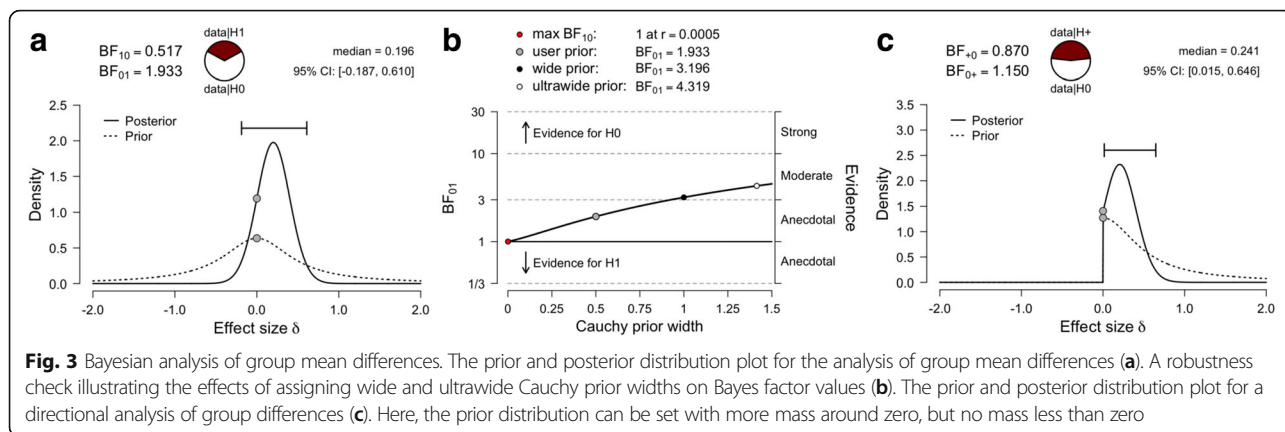 a
BF10 = 0.517
BF01 = 1.933
data|H1
data|H0
median = 0.196
95% CI: [-0.187, 0.610]
2.5
2.0
1.5
1.0
0.5
0.0
Density
Posterior
Prior
-2.0
-1.0
0.0
1.0
2.0
Effect size δ
b
max BF10: 1 at r = 0.0005
user prior: BF01 = 1.933
wide prior: BF01 = 3.196
ultrawide prior: BF01 = 4.319
30
10
3
1
1/3
BF01
Evidence for H0
Evidence for H1
Strong
Moderate
Anecdotal
Anecdotal
Evidence
0
0.25
0.5
0.75
1
1.25
1.5
Cauchy prior width
c
BF+0 = 0.870
BF0+ = 1.150
data|H+
data|H0
median = 0.241
95% CI: [0.015, 0.646]
3.5
3.0
2.5
2.0
1.5
1.0
0.5
0.0
Density
Posterior
Prior
-2.0
-1.0
0.0
1.0
2.0
Effect size δ
Fig. 3 Bayesian analysis of group mean differences. The prior and posterior distribution plot for the analysis of group mean differences (a). A robustness
check illustrating the effects of assigning wide and ultrawide Cauchy prior widths on Bayes factor values (b). The prior and posterior distribution plot for a
directional analysis of group differences (c). Here, the prior distribution can be set with more mass around zero, but no mass less than zero